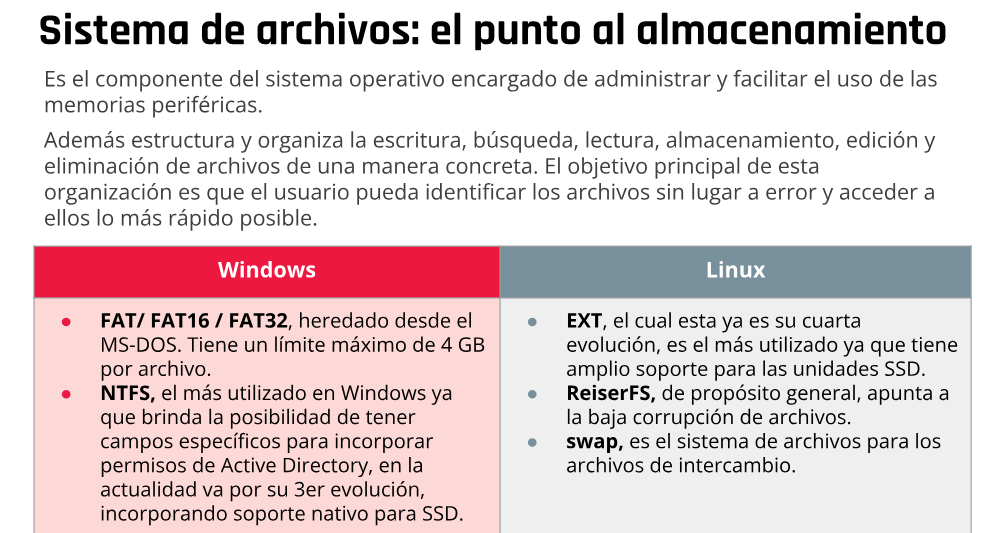 Sistema de archivos: el punto al almacenamiento
Es el componente del sistema operativo encargado de administrar y facilitar el uso de las
memorias periféricas.
Además estructura y organiza la escritura, búsqueda, lectura, almacenamiento, edición y
eliminación de archivos de una manera concreta. El objetivo principal de esta
organización es que el usuario pueda identificar los archivos sin lugar a error y acceder a
ellos lo más rápido posible.
Windows
● FAT/ FAT16 / FAT32, heredado desde el
MS-DOS. Tiene un límite máximo de 4 GB
por archivo.
● NTFS, el más utilizado en Windows ya
que brinda la posibilidad de tener
campos específicos para incorporar
permisos de Active Directory, en la
actualidad va por su 3er evolución,
incorporando soporte nativo para SSD.
Linux
● EXT, el cual esta ya es su cuarta
evolución, es el más utilizado ya que tiene
amplio soporte para las unidades SSD.
● ReiserFS, de propósito general, apunta a
la baja corrupción de archivos.
● swap, es el sistema de archivos para los
archivos de intercambio.